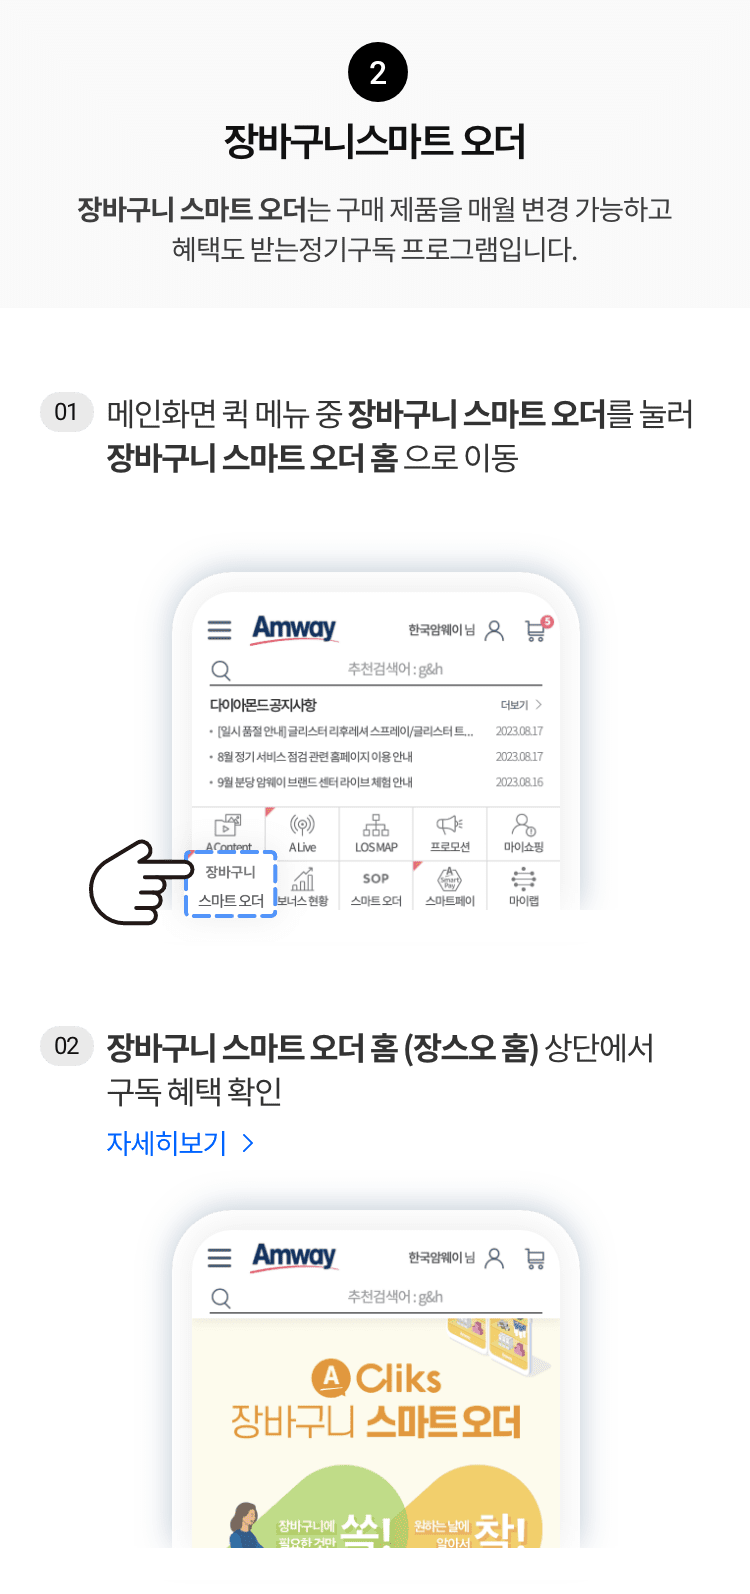 2
장바구니스마트 오더
장바구니 스마트 오더는 구매 제품을 매월 변경 가능하고
혜택도 받는정기구독 프로그램입니다.
01 메인화면 퀵 메뉴 중 장바구니 스마트 오더를 눌러
장바구니 스마트 오더 홈 으로 이동
Amway 한국암웨이 님 5
추천검색어 : g&h
다이아몬드 공지사항 더보기 >
• [일시 품절 안내] 글리스터 리후레셔 스프레이/글리스터 트... 2023.08.17
• 8월 정기 서비스 점검 관련 홈페이지 이용 안내 2023.08.17
• 9월 분당 암웨이 브랜드 센터 라이브 체험 안내 2023.08.16
A Content A Live LOS MAP 프로모션 마이쇼핑
장바구니 SOP A Smart Pay
스마트 오더 보너스 현황 스마트 오더 스마트페이 마이랩
02 장바구니 스마트 오더 홈 (장스오 홈) 상단에서
구독 혜택 확인
자세히보기 >
Amway 한국암웨이 님
추천검색어 : g&h
A Cliks
장바구니 스마트 오더
장바구니에 쏙! 원하는 날에 착!
필요한 것만 알아서